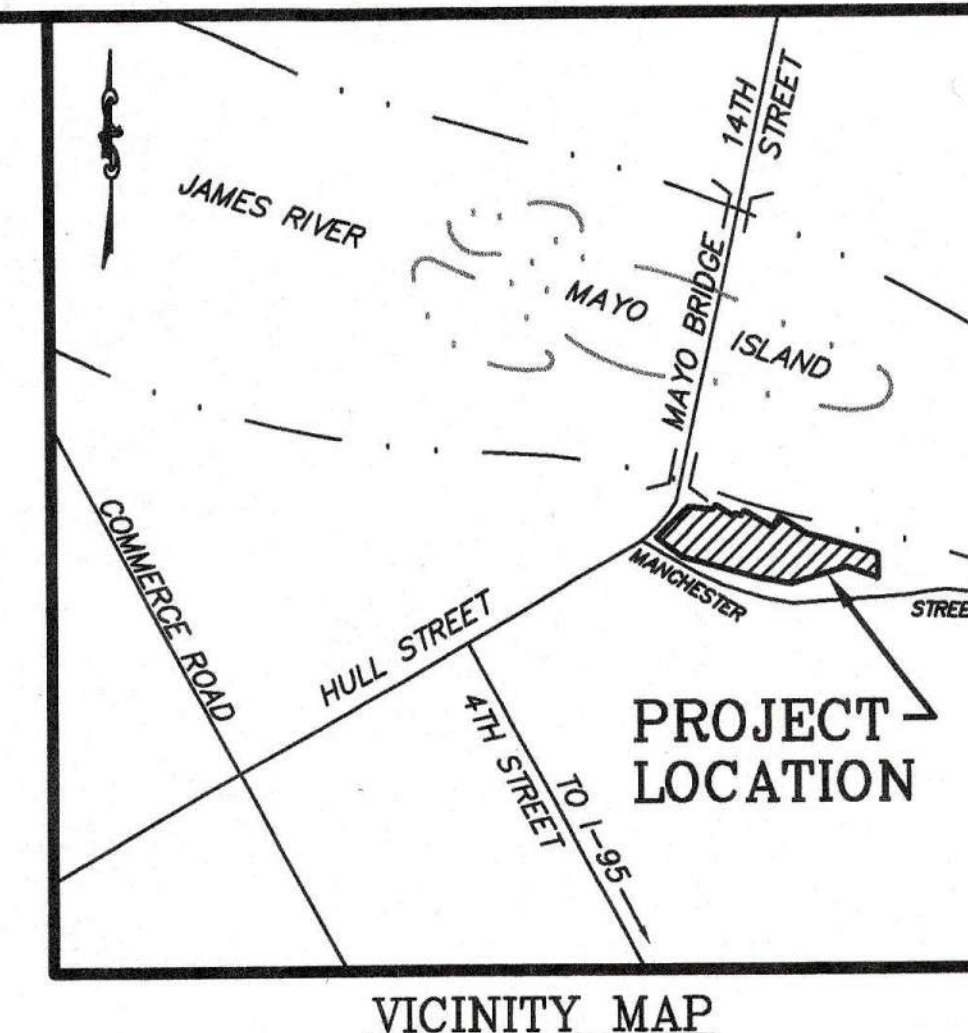 14TH
STREET
JAMES RIVER
MAYO BRIDGE
MAYO
ISLAND
COMMERCE ROAD
HULL STREET
MANCHESTER
STREE
4TH STREET
TO I-95
PROJECT
LOCATION
VICINITY MAP